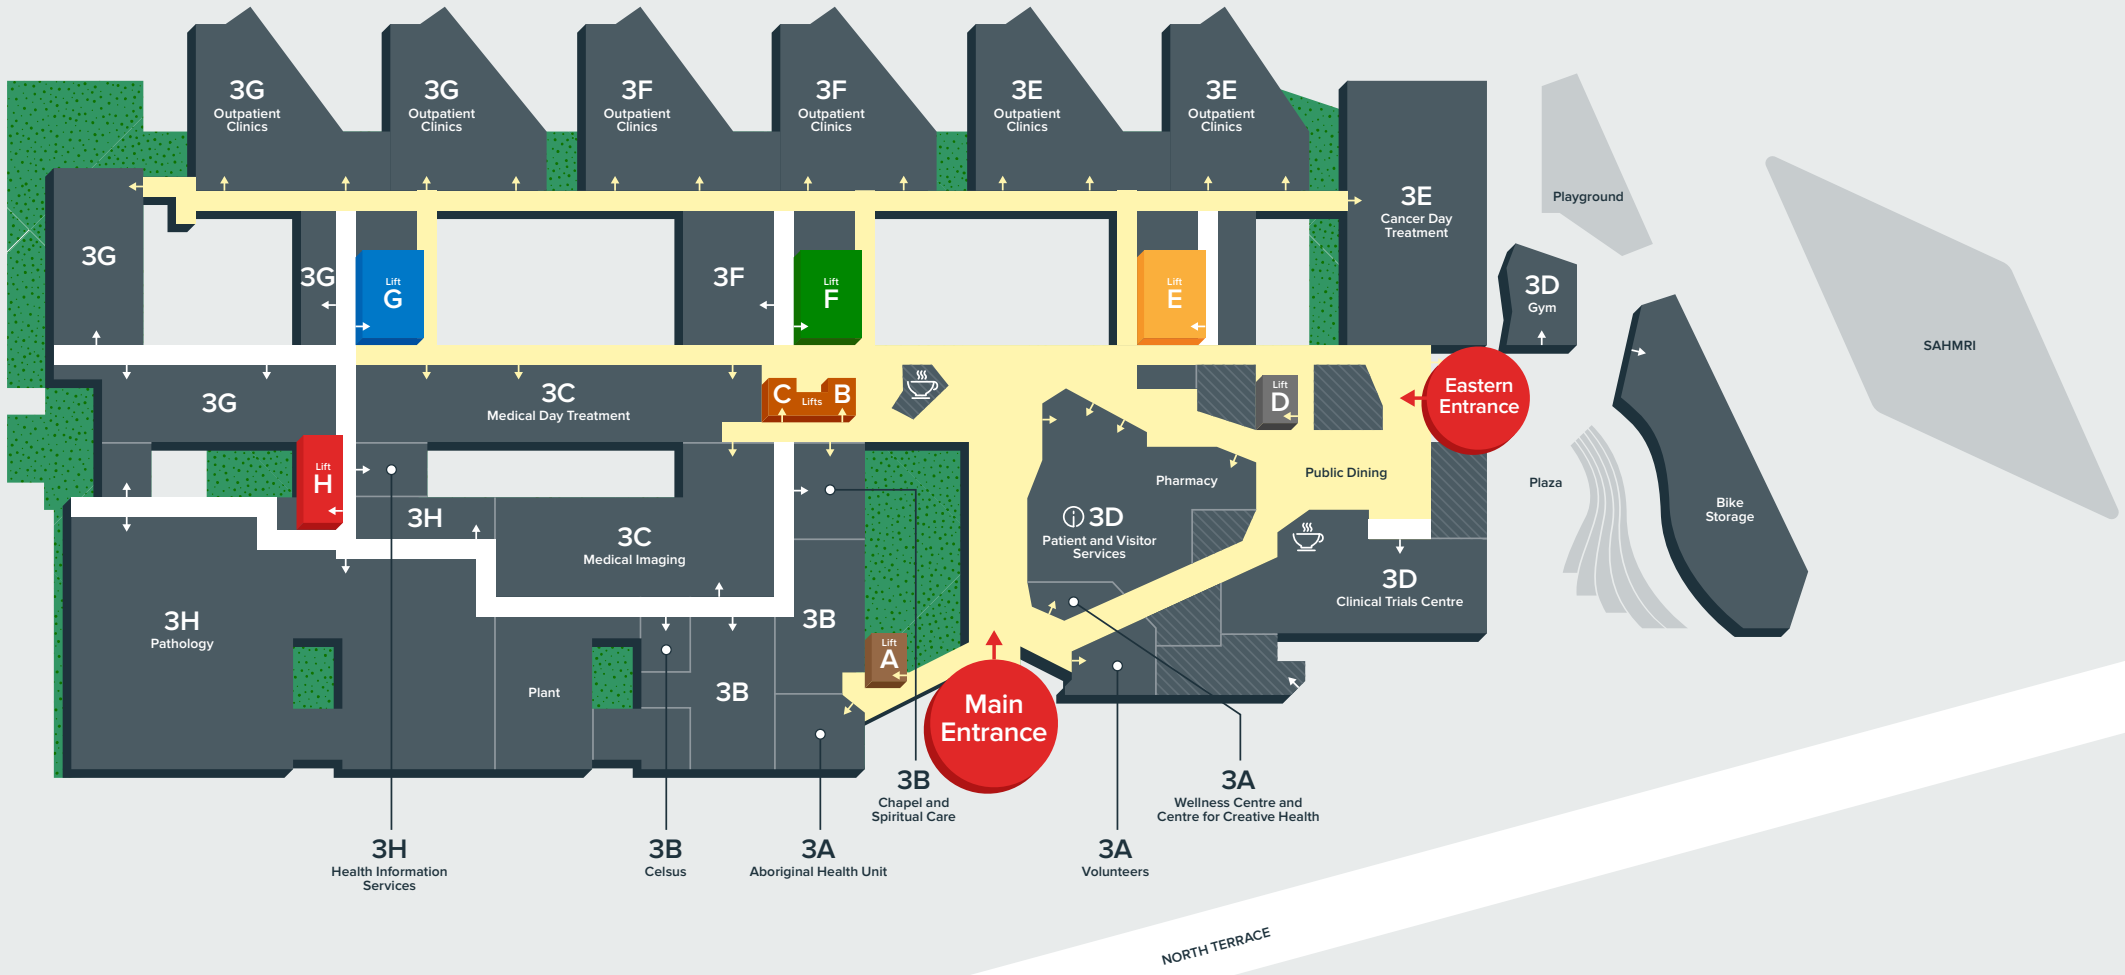 3G
Outpatient
Clinics
3G
Outpatient
Clinics
3F
Outpatient
Clinics
3F
Outpatient
Clinics
3E
Outpatient
Clinics
3E
Outpatient
Clinics
3E
Cancer Day
Treatment
Playground
3G
3G
Lift
G
3F
Lift
F
Lift
E
3D
Gym
SAHMRI
3G
3C
Medical Day Treatment
C
Lifts
B
Lift
D
Eastern
Entrance
Lift
H
Pharmacy
Public Dining
Plaza
Bike
Storage
3H
3C
Medical Imaging
3D
Patient and Visitor
Services
3D
Clinical Trials Centre
3H
Pathology
3B
Lift
A
Plant
3B
Main
Entrance
3B
Chapel and
Spiritual Care
3A
Wellness Centre and
Centre for Creative Health
3H
Health Information
Services
3B
Celsus
3A
Aboriginal Health Unit
3A
Volunteers
NORTH TERRACE